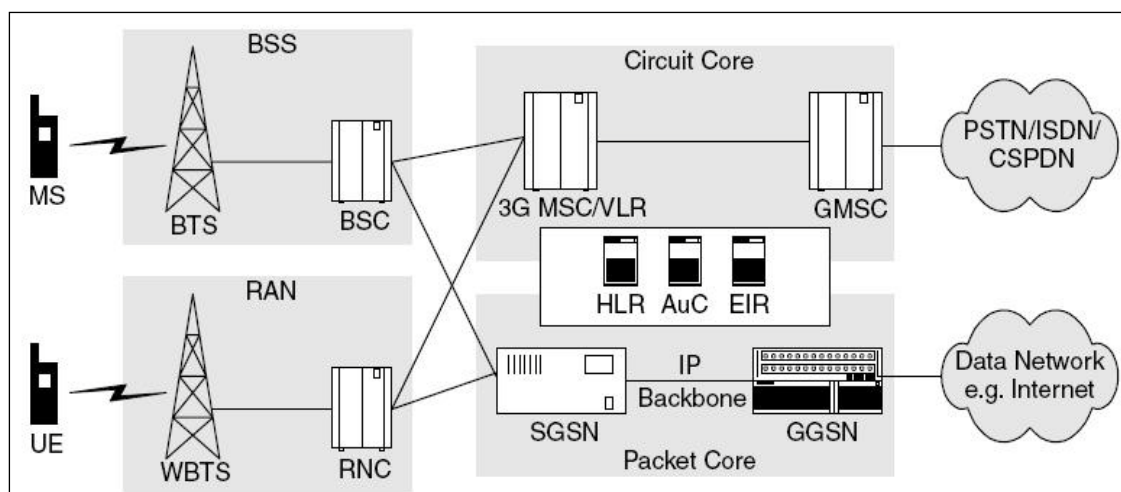 BSS
Circuit Core
MS
BTS
BSC
3G MSC/VLR
GMSC
PSTN/ISDN/
CSPDN
HLR
AuC
EIR
RAN
UE
WBTS
RNC
SGSN
IP
Backbone
GGSN
Data Network
e.g. Internet
Packet Core